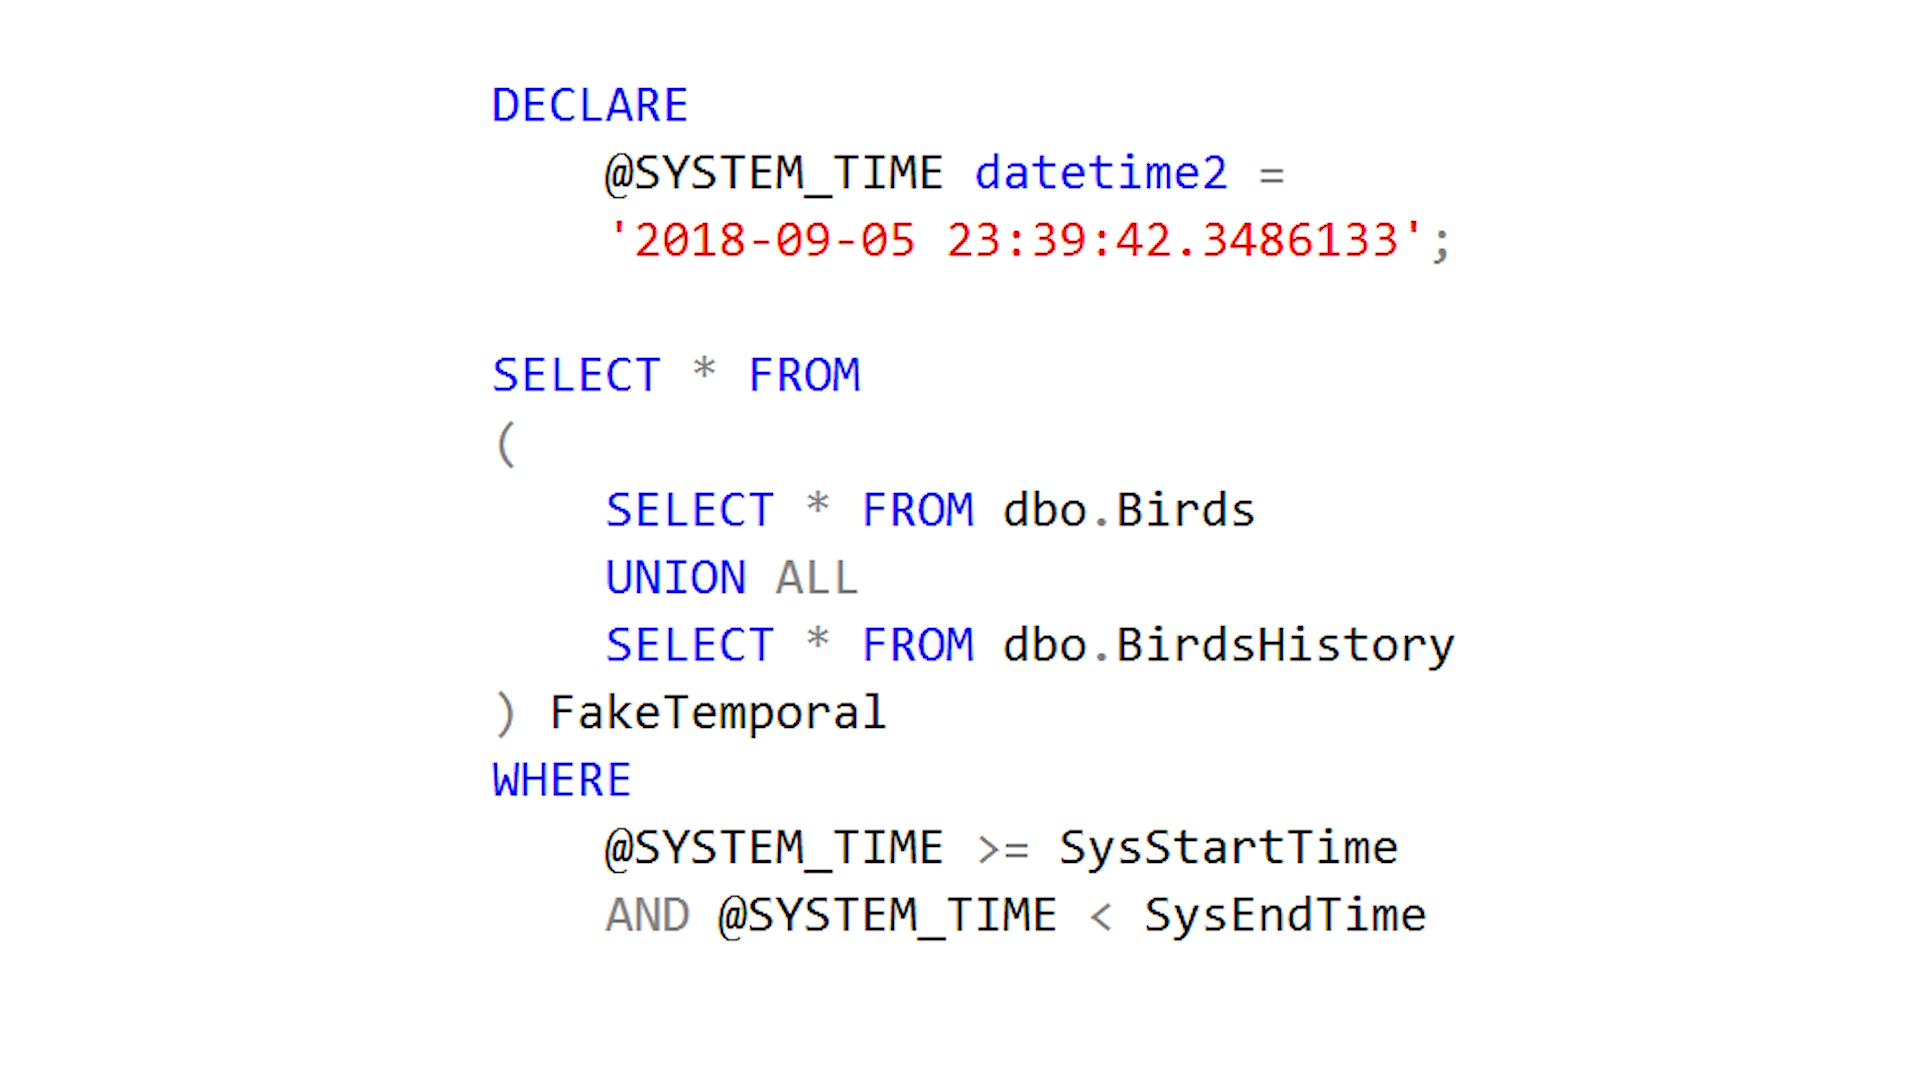 DECLARE
@SYSTEM_TIME datetime2 =
'2018-09-05 23:39:42.3486133';
SELECT * FROM
(
SELECT * FROM dbo.Birds
UNION ALL
SELECT * FROM dbo.BirdsHistory
) FakeTemporal
WHERE
@SYSTEM_TIME >= SysStartTime
AND @SYSTEM_TIME < SysEndTime